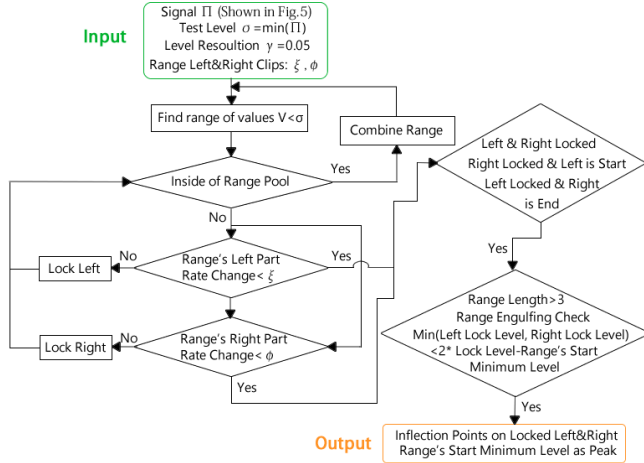 Input
Signal Π (Shown in Fig.5)
Test Level σ =min(Π)
Level Resoultion γ =0.05
Range Left&Right Clips: ξ , ϕ
Find range of values V<σ
Combine Range
Inside of Range Pool
Yes
No
Range's Left Part
Rate Change< ξ
No
Yes
Lock Left
Range's Right Part
Rate Change< ϕ
No
Yes
Lock Right
Left & Right Locked
Right Locked & Left is Start
Left Locked & Right
is End
Yes
Range Length>3
Range Engulfing Check
Min(Left Lock Level, Right Lock Level)
<2* Lock Level-Range's Start
Minimum Level
Yes
Output
Inflection Points on Locked Left&Right
Range's Start Minimum Level as Peak